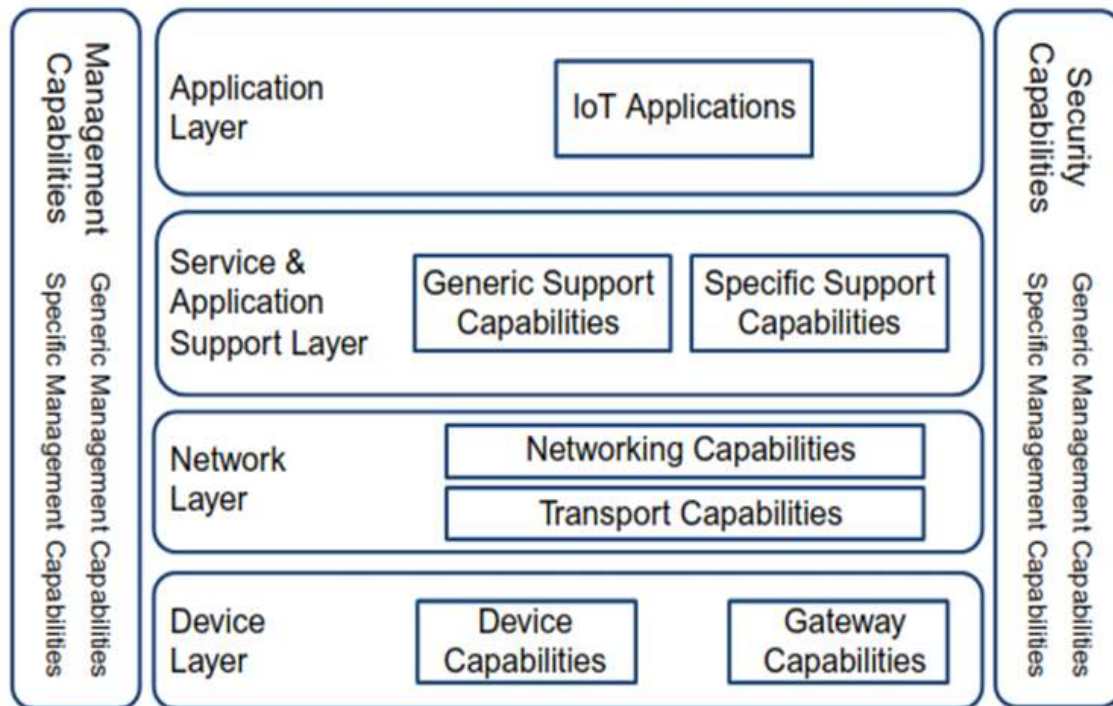 Management
Capabilities
Generic Management Capabilities
Specific Management Capabilities
Application
Layer
IoT Applications
Service &
Application
Support Layer
Generic Support
Capabilities
Specific Support
Capabilities
Network
Layer
Networking Capabilities
Transport Capabilities
Device
Layer
Device
Capabilities
Gateway
Capabilities
Security
Capabilities
Generic Management Capabilities
Specific Management Capabilities